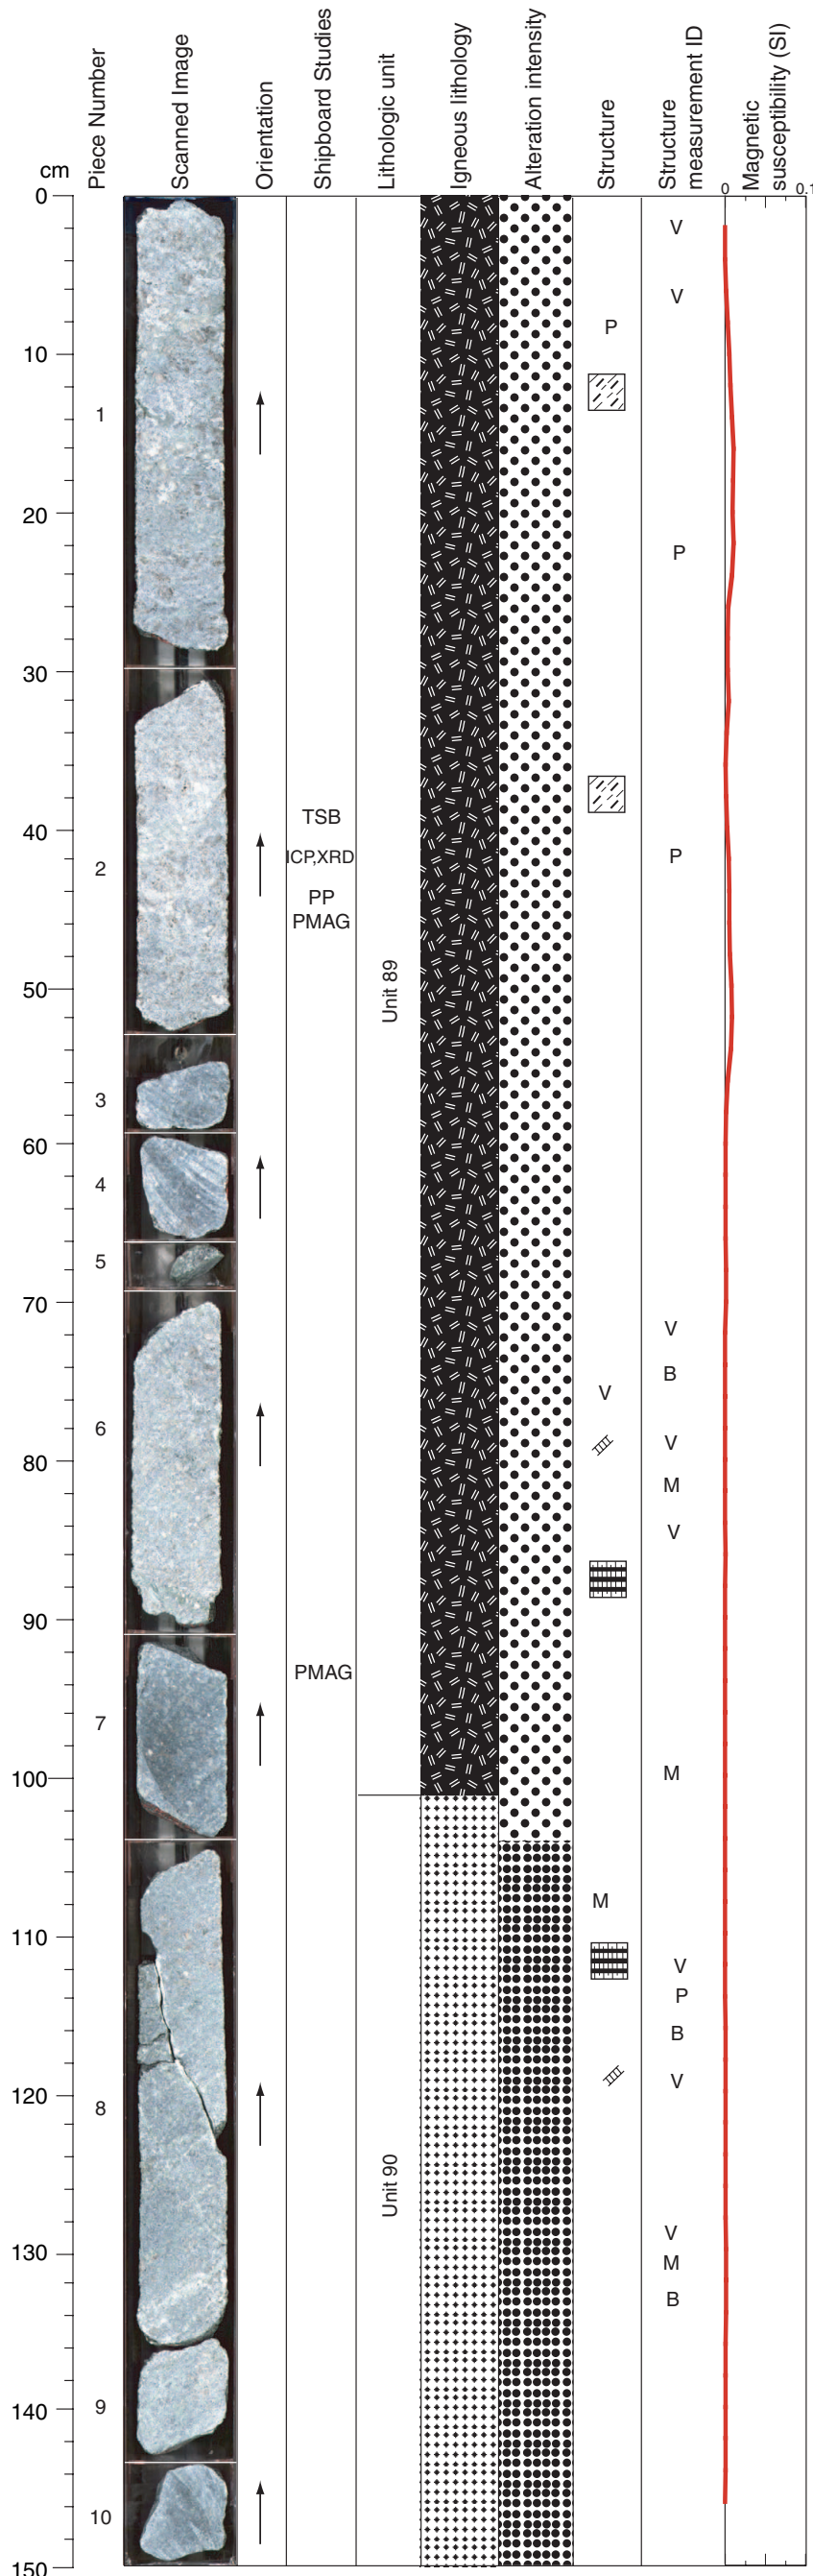 cm
Piece Number
Scanned Image
Orientation
Shipboard Studies
Lithologic unit
Igneous lithology
Alteration intensity
Structure
Structure
measurement ID
Magnetic
susceptibility (SI)
0 0.1
0
V
V
P
10
1
20
P
30
TSB
40
ICP,XRD
P
2
PP
PMAG
50
Unit 89
3
60
4
5
70
V
B
V
6
V
80
M
V
90
PMAG
7
M
100
M
110
V
P
B
V
120
8
Unit 90
V
130
M
B
140
9
10
150